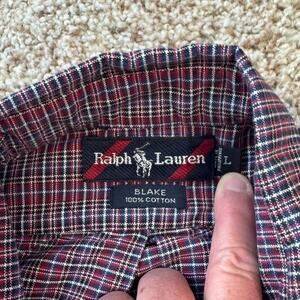 Ralph Lauren
L
BLAKE
100% COTTON